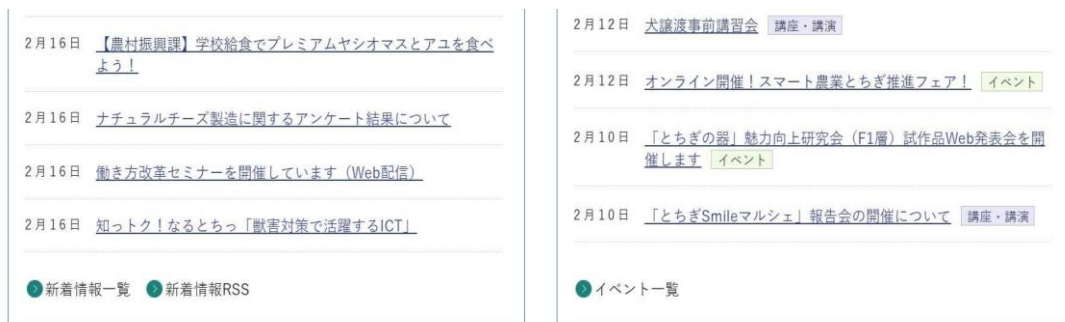 2月16日 【農村振興課】学校給食でプレミアムヤシオマスとアユを食べ
よう！
2月16日 ナチュラルチーズ製造に関するアンケート結果について
2月16日 働き方改革セミナーを開催しています（Web配信）
2月16日 知っトク！なるとちっ「獣害対策で活躍するICT」
新着情報一覧 新着情報RSS
2月12日 犬譲渡事前講習会 講座・講演
2月12日 オンライン開催！スマート農業とちぎ推進フェア！ イベント
2月10日 「とちぎの器」魅力向上研究会（F1層）試作品Web発表会を開
催します イベント
2月10日 「とちぎSmileマルシェ」報告会の開催について 講座・講演
イベント一覧